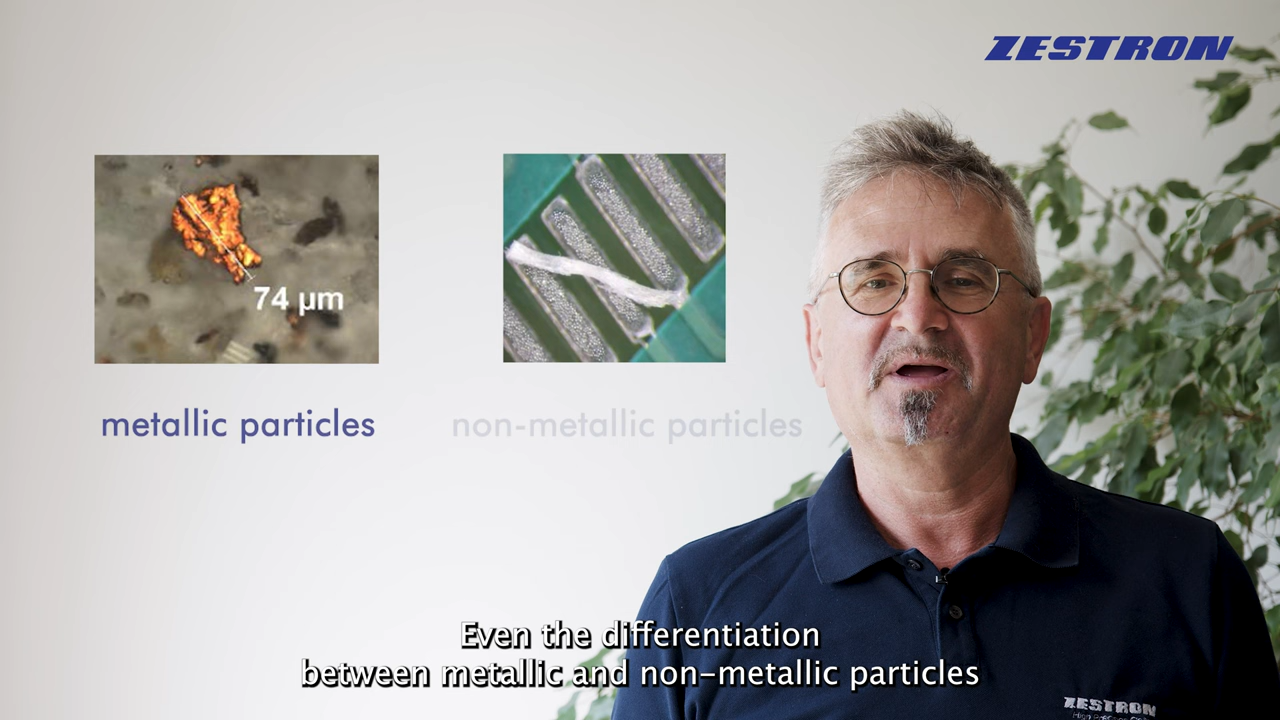 ZESTRON
74 µm
metallic particles
non-metallic particles
Even the differentiation
between metallic and non-metallic particles
ZESTRON